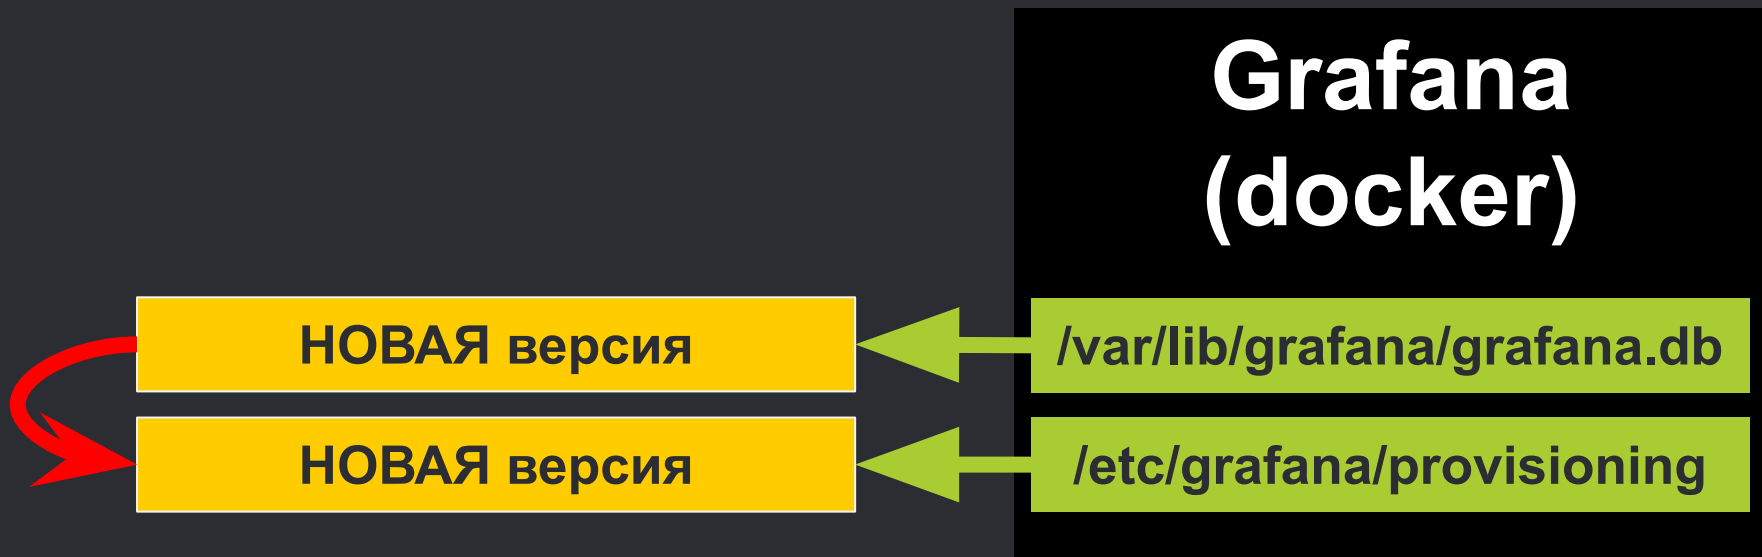 Grafana
(docker)
НОВАЯ версия
/var/lib/grafana/grafana.db
НОВАЯ версия
/etc/grafana/provisioning